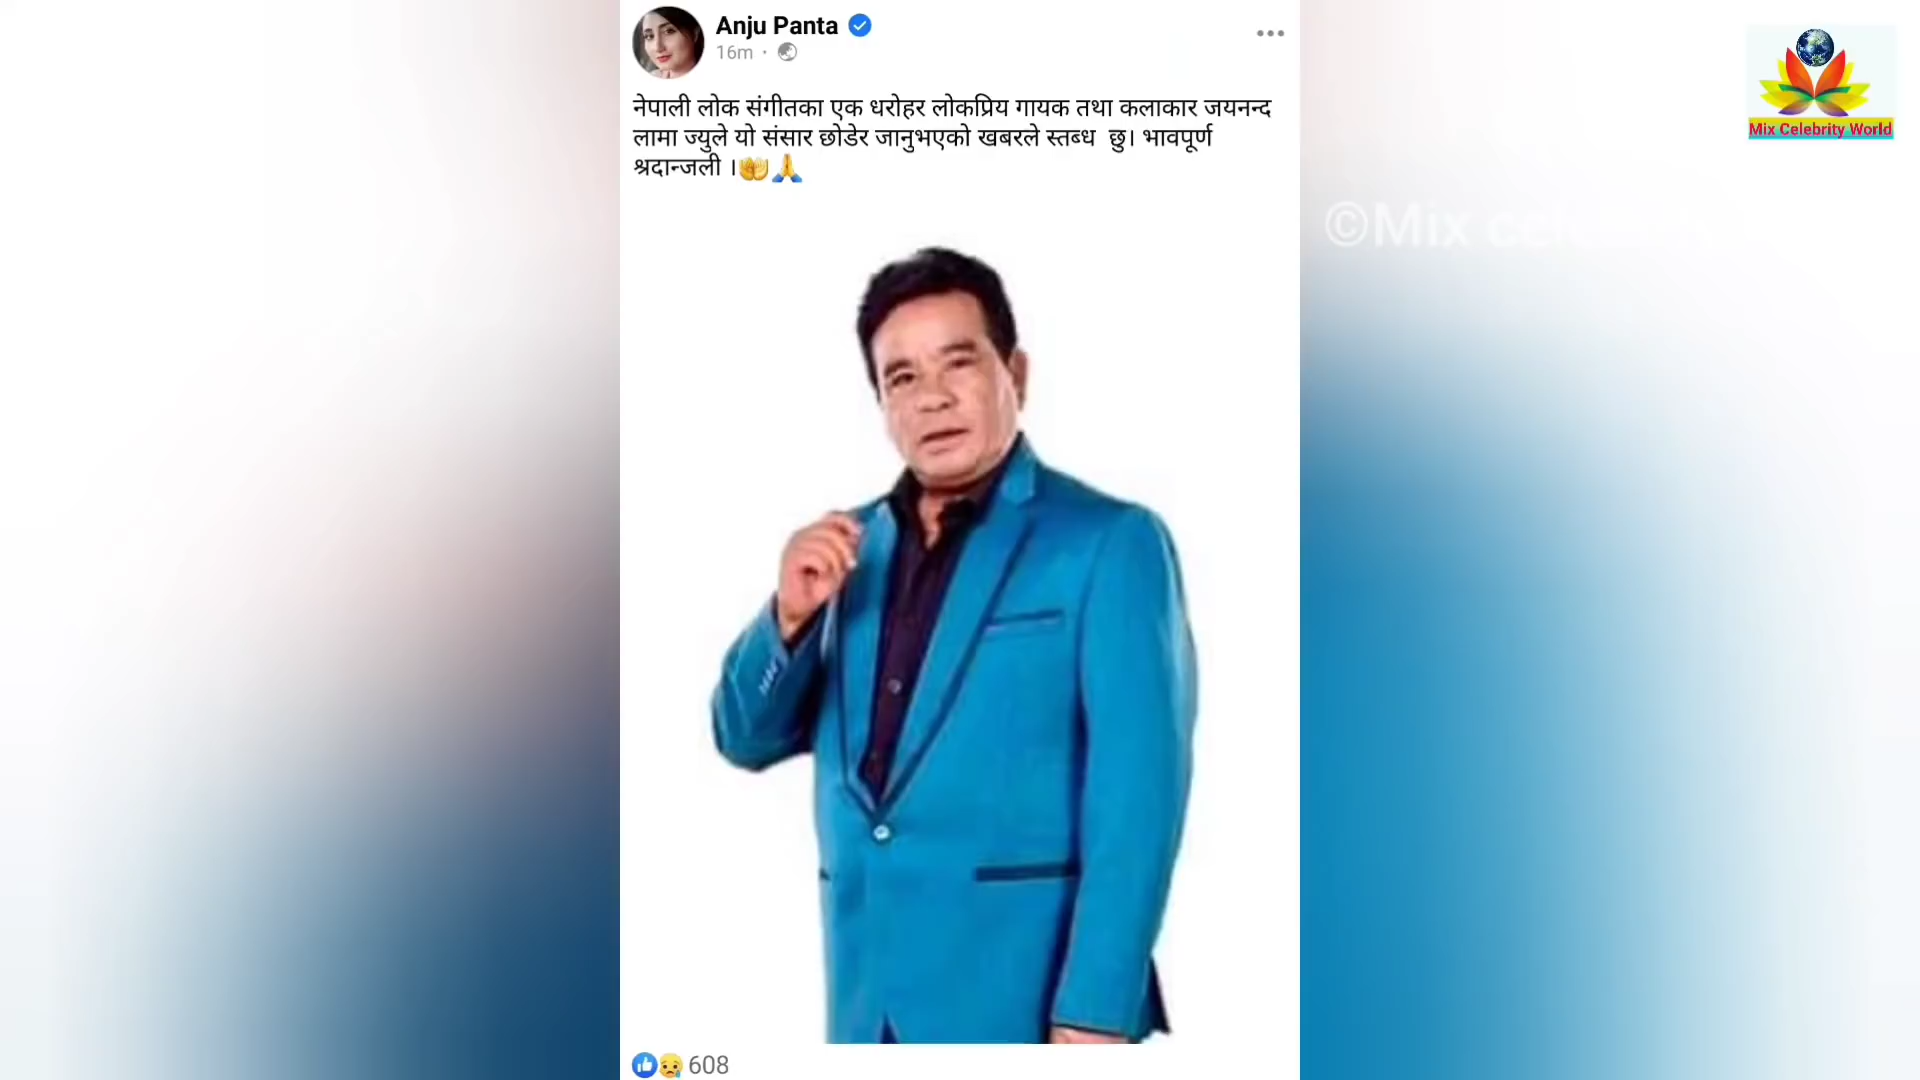 Anju Panta
16m ·
नेपाली लोक संगीतका एक धरोहर लोकप्रिय गायक तथा कलाकार जयनन्द
लामा ज्युले यो संसार छोडेर जानुभएको खबरले स्तब्ध छु। भावपूर्ण
श्रदान्जली ।🤲🙏
608
Mix Celebrity World
©Mix